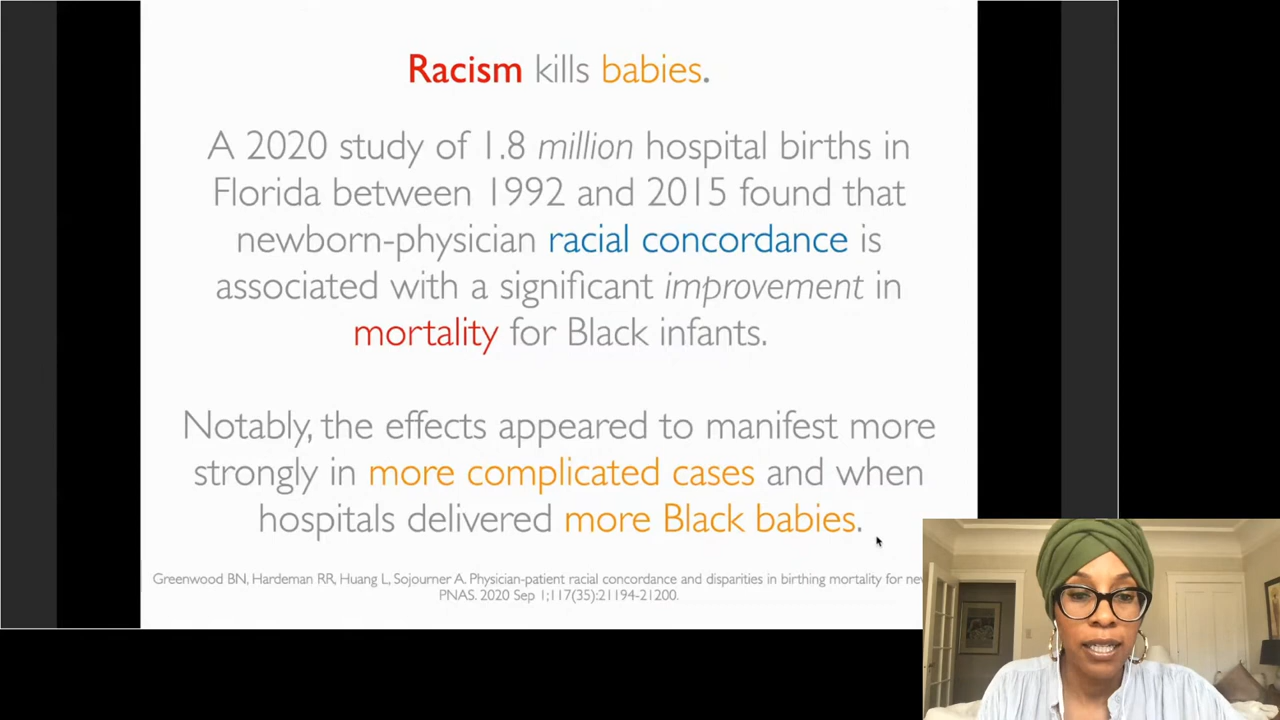 Racism kills babies.
A 2020 study of 1.8 million hospital births in
Florida between 1992 and 2015 found that
newborn-physician racial concordance is
associated with a significant improvement in
mortality for Black infants.
Notably, the effects appeared to manifest more
strongly in more complicated cases and when
hospitals delivered more Black babies.
Greenwood BN, Hardeman RR, Huang L, Sojourner A. Physician-patient racial concordance and disparities in birthing mortality for
PNAS. 2020 Sep 1;117(35):21194-21200.